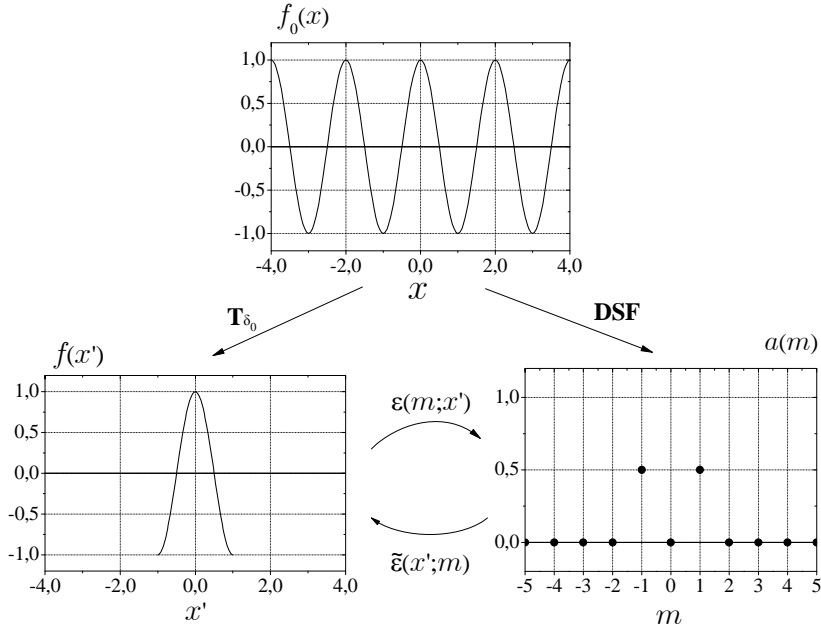 f₀(x)
1,0
0,5
0,0
-0,5
-1,0
-4,0 -2,0 0,0 2,0 4,0
x
T_δ₀ DSF
f(x') a(m)
1,0
0,5
0,0
-0,5
-1,0
-4,0 -2,0 0,0 2,0 4,0
x'
ε(m;x')
ε̃(x';m)
1,0
0,5
0,0
-5 -4 -3 -2 -1 0 1 2 3 4 5
m